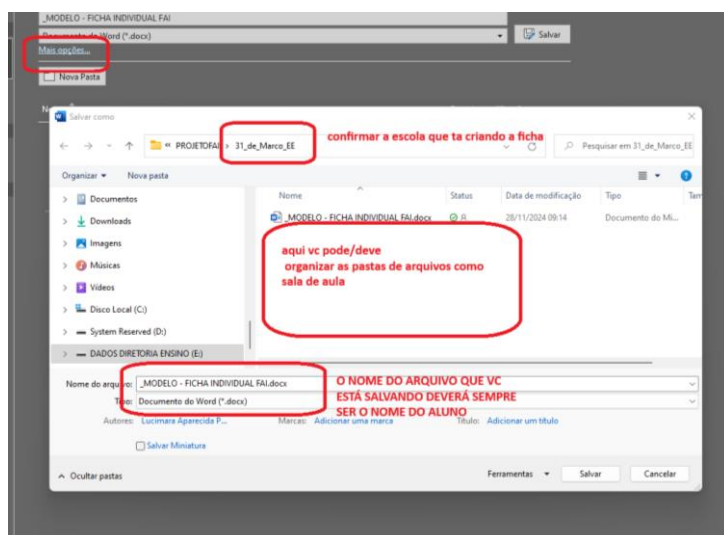 _MODELO - FICHA INDIVIDUAL FAI
Documento do Word (*.docx)
Salvar
Mais opções...
Nova Pasta
Salvar como
« PROJETOFAI > 31_de_Marco_EE
confirmar a escola que ta criando a ficha
Pesquisar em 31_de_Marco_EE
Organizar
Nova pasta
Nome
Status
Data de modificação
Tipo
Tam
Documentos
_MODELO - FICHA INDIVIDUAL FAI.docx
28/11/2024 09:14
Documento do Mi...
Downloads
Imagens
Músicas
Vídeos
Disco Local (C:)
System Reserved (D:)
DADOS DIRETORIA ENSINO (E:)
aqui vc pode/deve
organizar as pastas de arquivos como
sala de aula
Nome do arquivo: _MODELO - FICHA INDIVIDUAL FAI.docx
Tipo: Documento do Word (*.docx)
O NOME DO ARQUIVO QUE VC
ESTÁ SALVANDO DEVERÁ SEMPRE
SER O NOME DO ALUNO
Autores: Lucimara Aparecida P...
Marcas: Adicionar uma marca
Título: Adicionar um título
Salvar Miniatura
Ocultar pastas
Ferramentas
Salvar
Cancelar